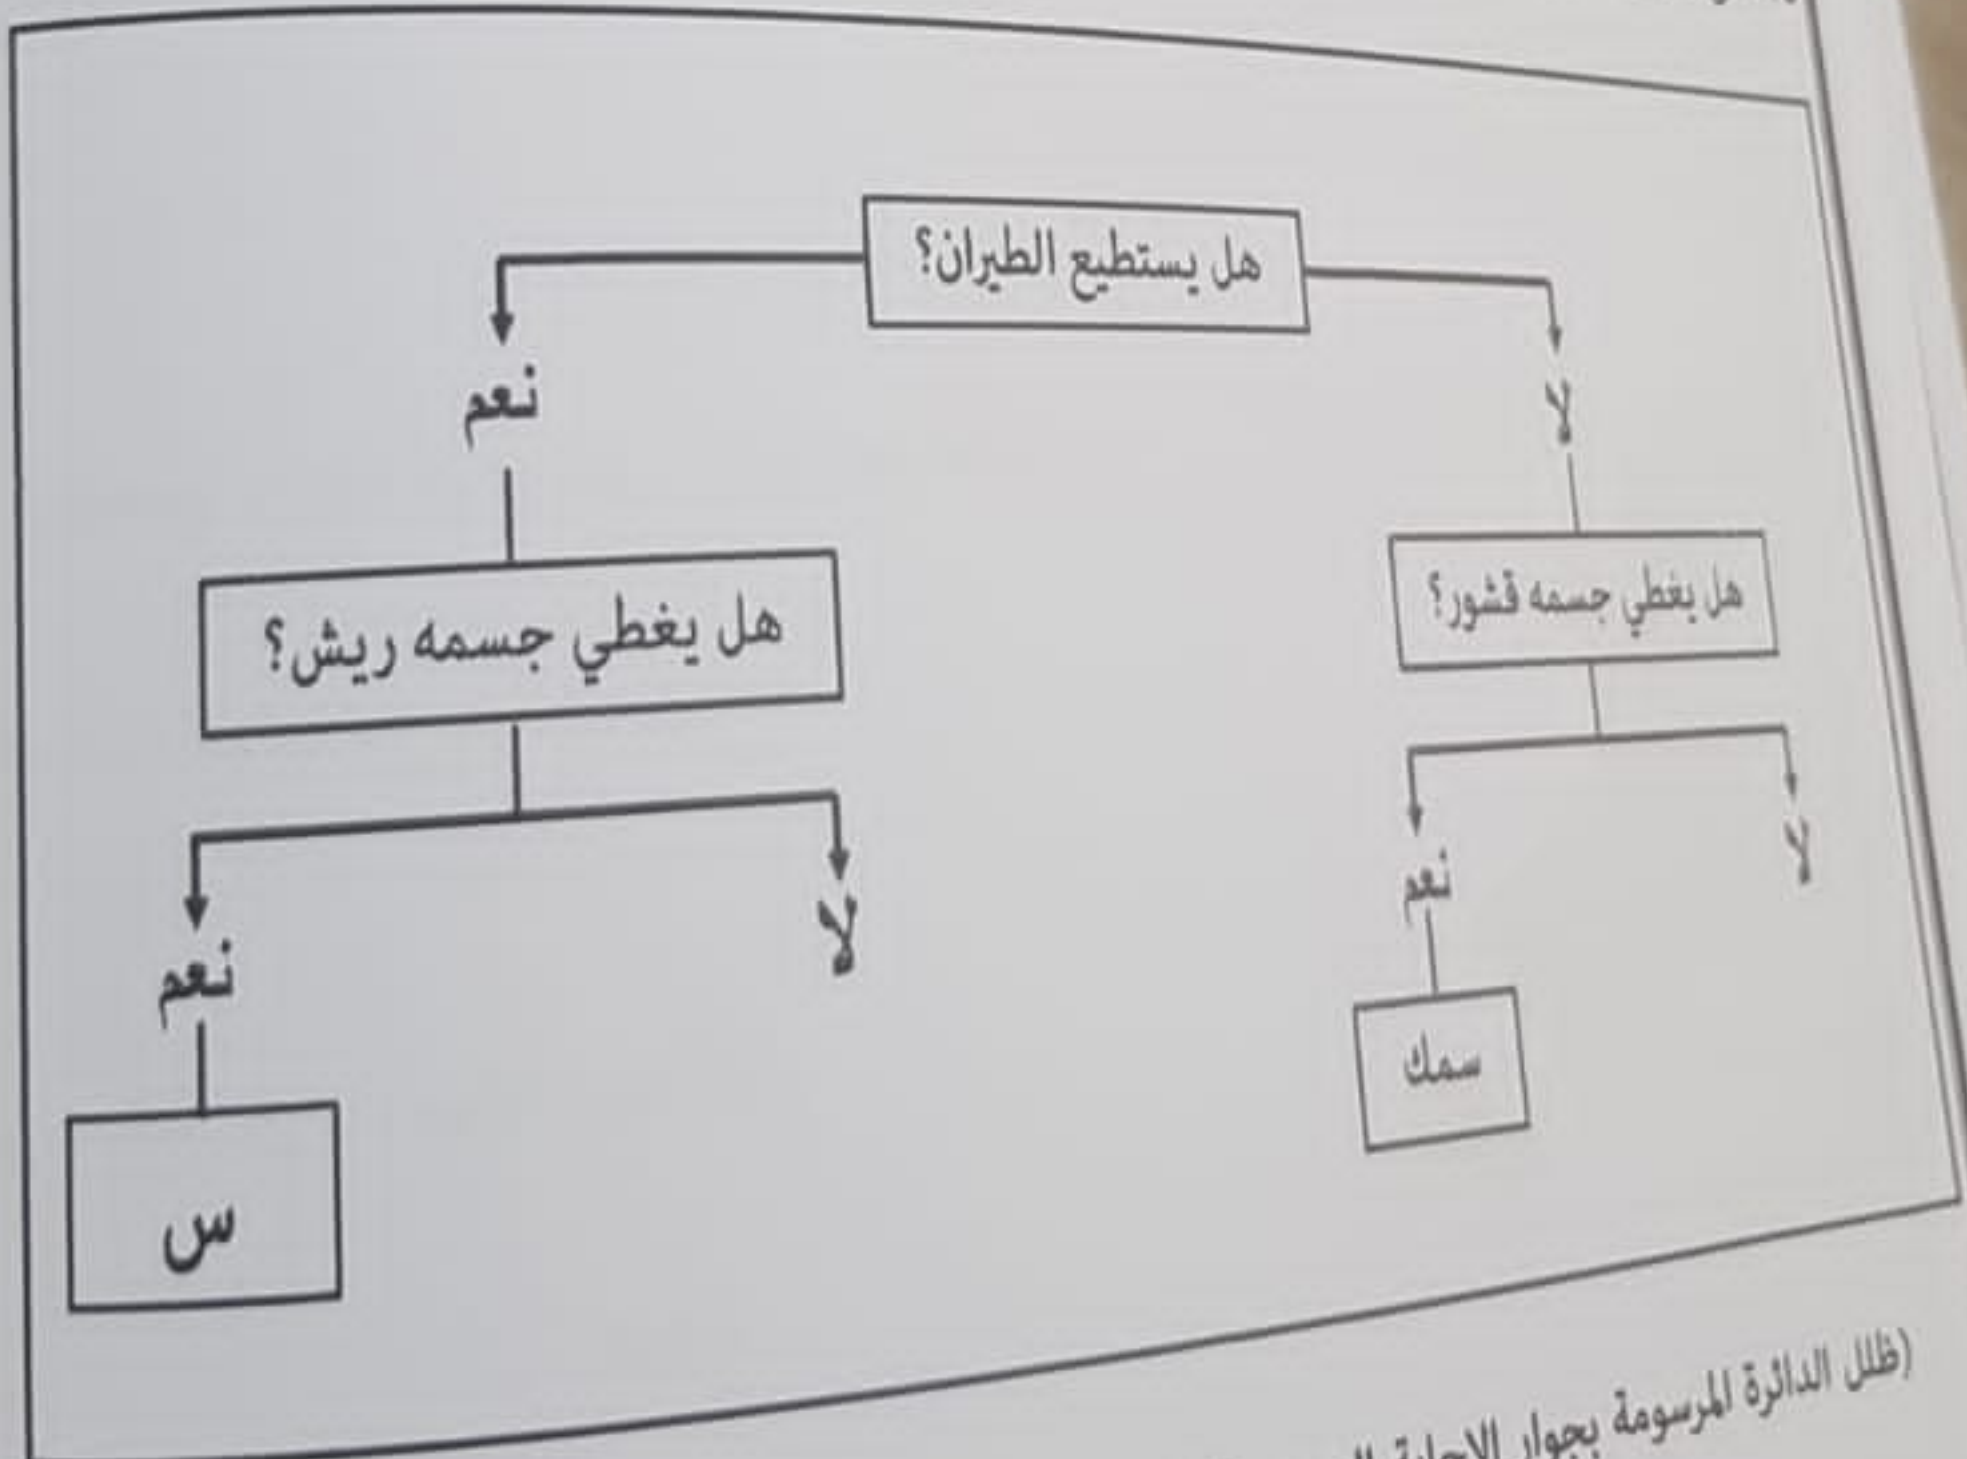 هل يستطيع الطيران؟
لا
نعم
هل يغطي جسمه قشور؟
هل يغطي جسمه ريش؟
لا
نعم
لا
نعم
سمك
س
(ظلل الدائرة المرسومة بجوار